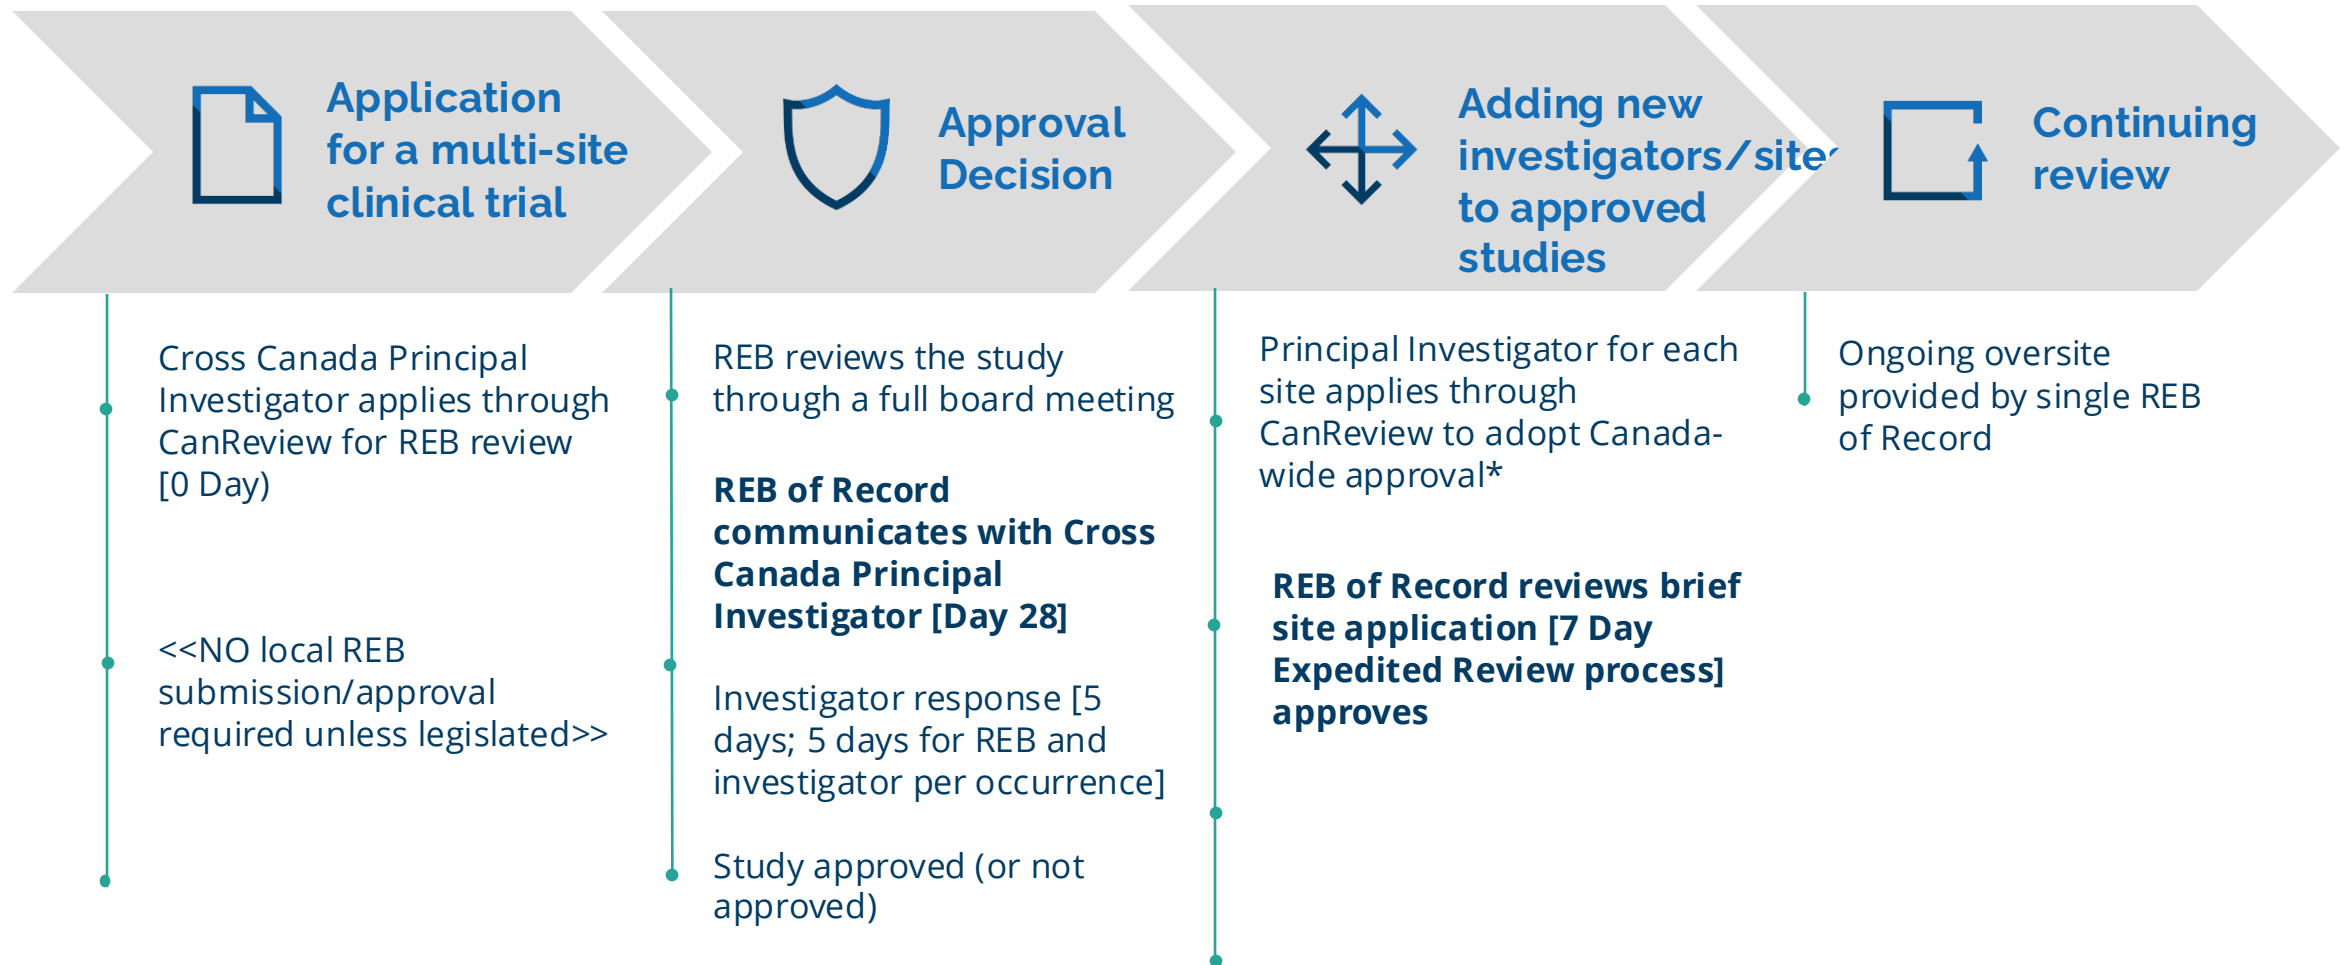 Application
for a multi-site
clinical trial
Approval
Decision
Adding new
investigators/sites
to approved
studies
Continuing
review
Cross Canada Principal
Investigator applies through
CanReview for REB review
[0 Day)
<<NO local REB
submission/approval
required unless legislated>>
REB reviews the study
through a full board meeting
REB of Record
communicates with Cross
Canada Principal
Investigator [Day 28]
Investigator response [5
days; 5 days for REB and
investigator per occurrence]
Study approved (or not
approved)
Principal Investigator for each
site applies through
CanReview to adopt Canada-
wide approval*
REB of Record reviews brief
site application [7 Day
Expedited Review process]
approves
Ongoing oversite
provided by single REB
of Record